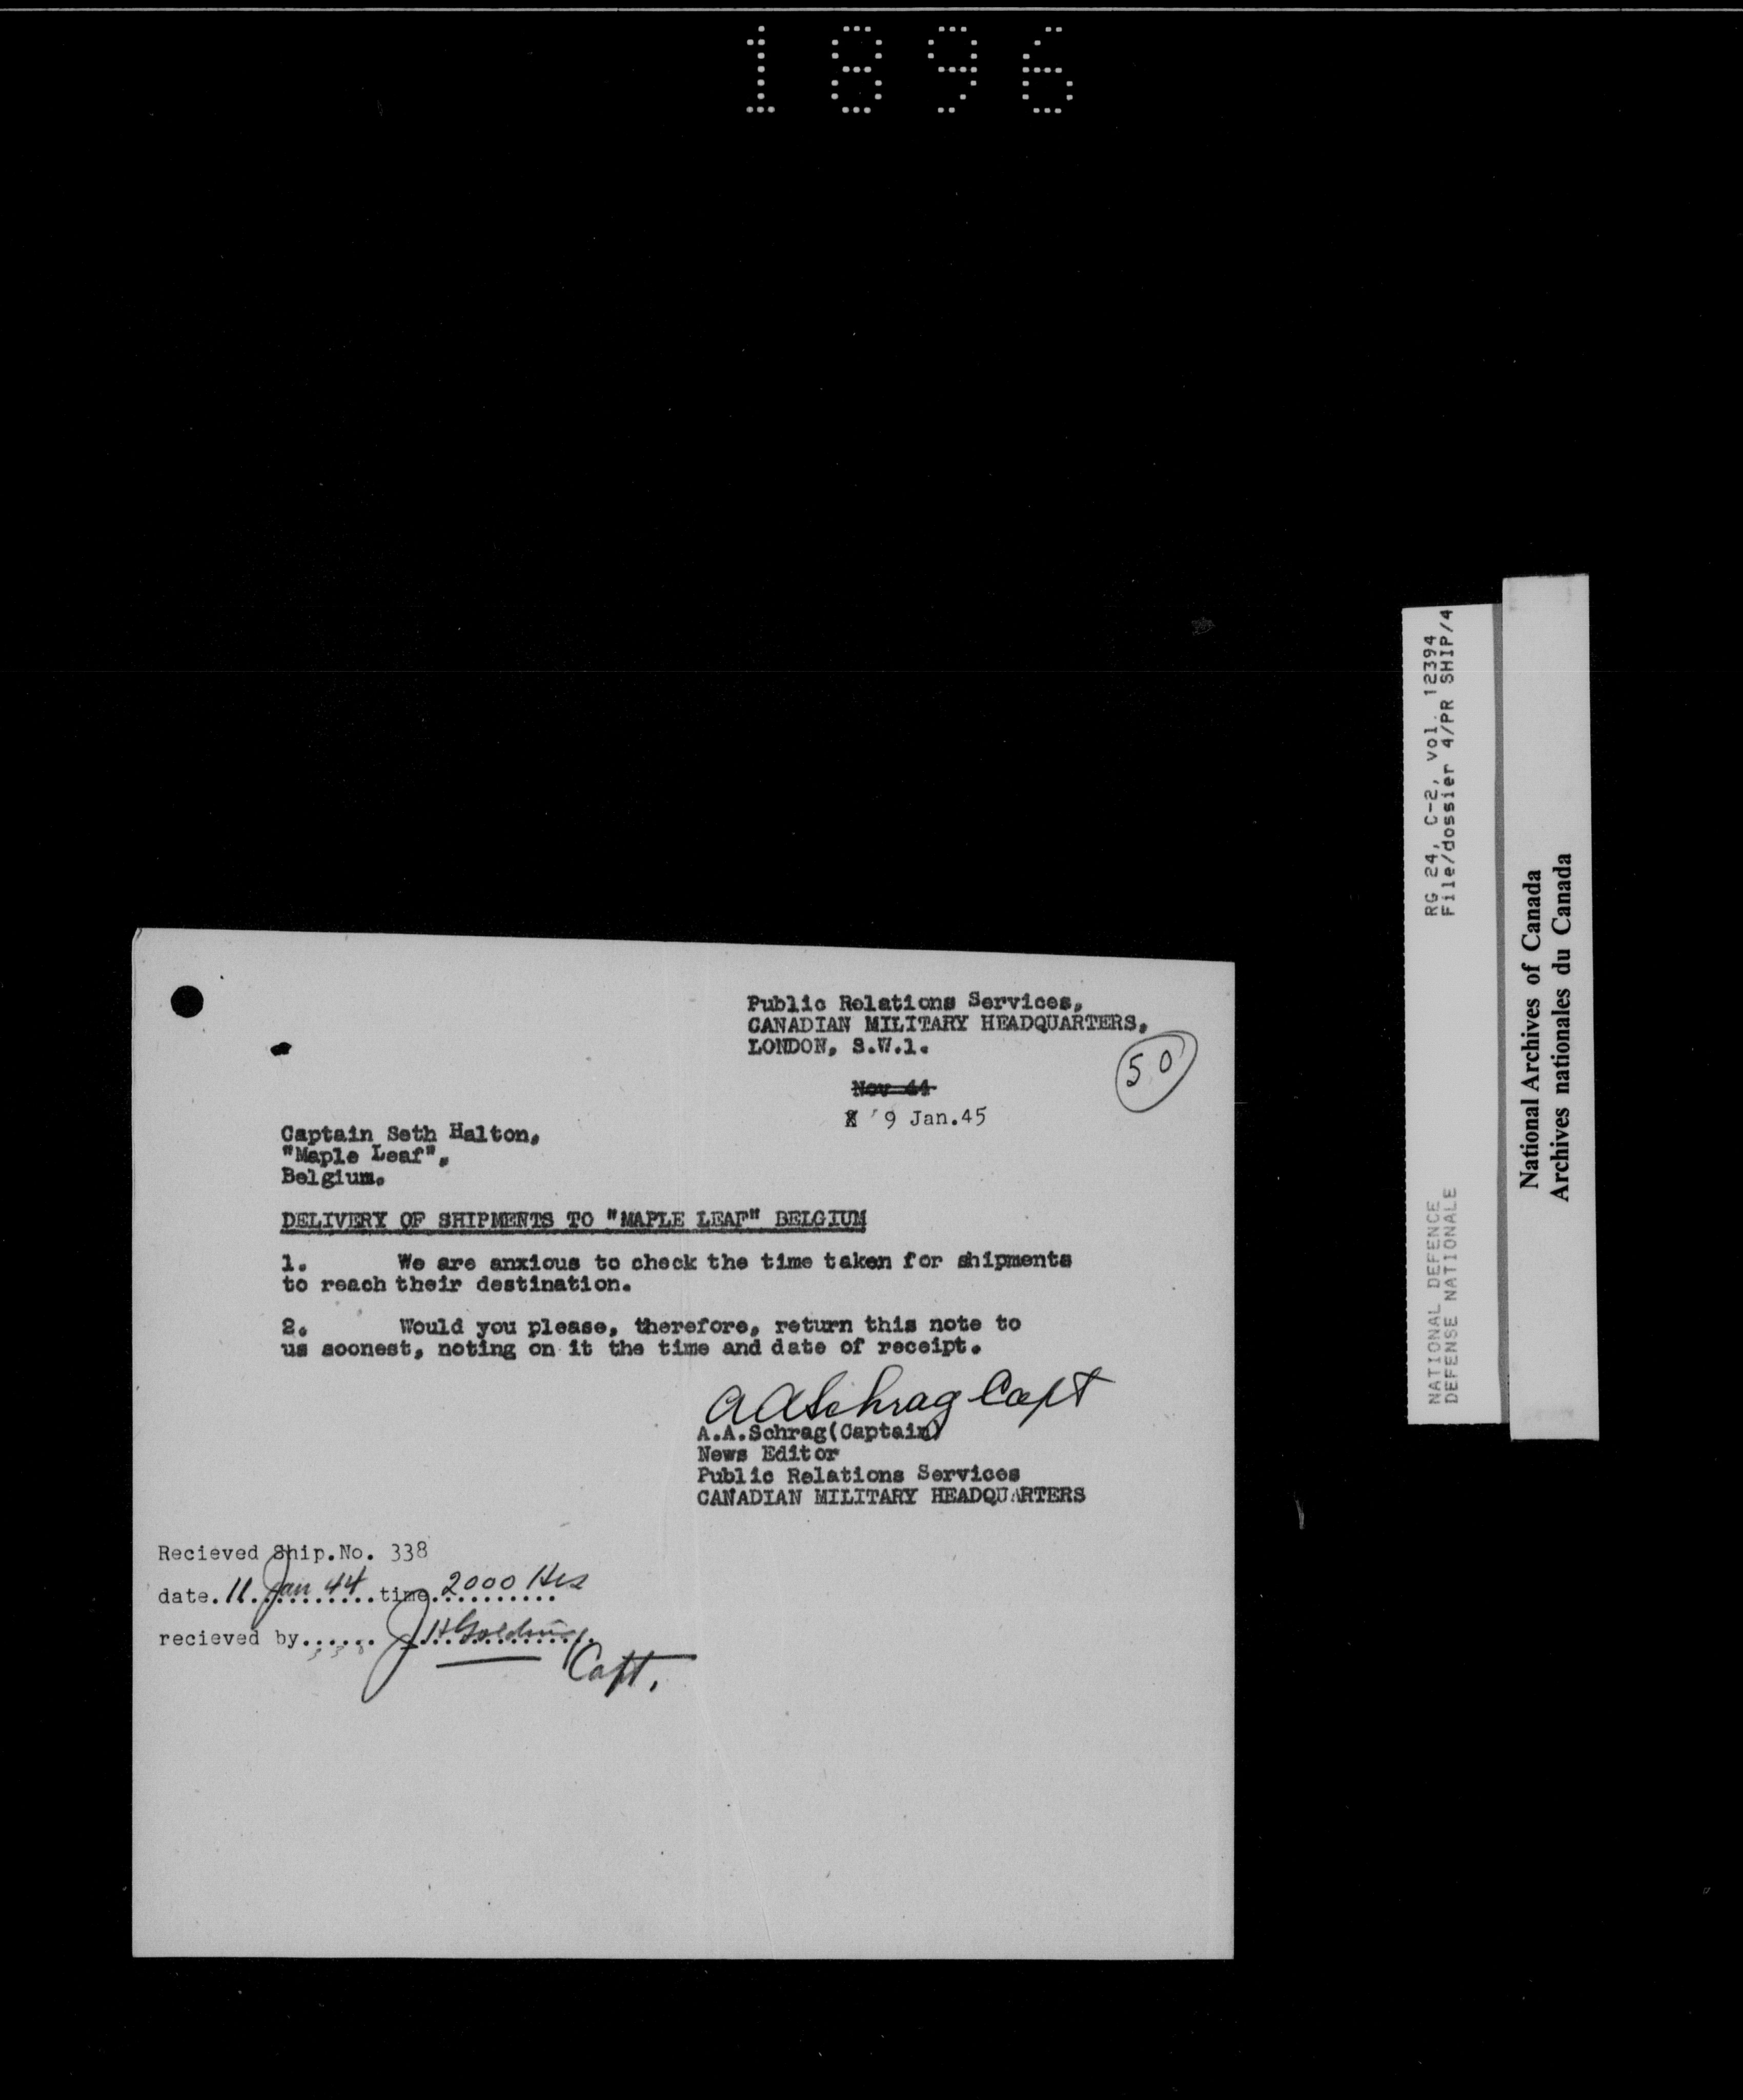 1896
Public Relations Services,
CANADIAN MILITARY HEADQUARTERS,
LONDON, S.W.1.
50
Nov 44
9 Jan.45
Captain Seth Halton,
"Maple Leaf",
Belgium.
DELIVERY OF SHIPMENTS TO "MAPLE LEAF" BELGIUM
1. We are anxious to check the time taken for shipments
to reach their destination.
2. Would you please, therefore, return this note to
us soonest, noting on it the time and date of receipt.
A A Schrag Capt
A.A.Schrag(Captain)
News Editor
Public Relations Services
CANADIAN MILITARY HEADQUARTERS
Recieved Ship.No. 338
date. 11 Jan 44 time. 2000 Hrs
recieved by...... J H Golding
Capt.
RG 24, C-2, vol. 12394
File/dossier 4/PR SHIP/4
NATIONAL DEFENCE
DEFENSE NATIONALE
National Archives of Canada
Archives nationales du Canada